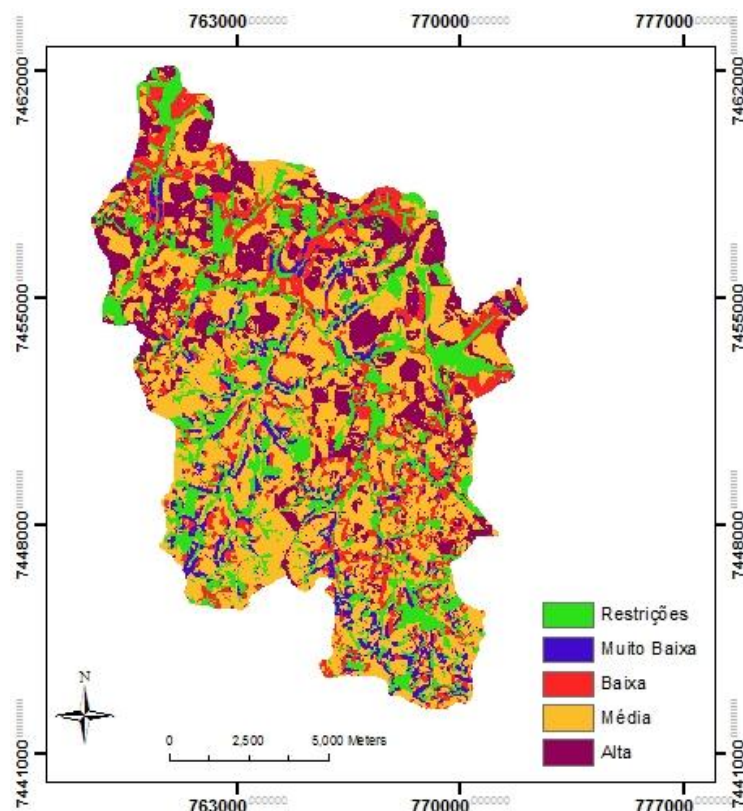 763000 770000 777000
7462000 7462000
7455000 7455000
7448000 7448000
7441000 7441000
Restrições
Muito Baixa
Baixa
Média
Alta
N
0 2,500 5,000 Meters
763000 770000 777000